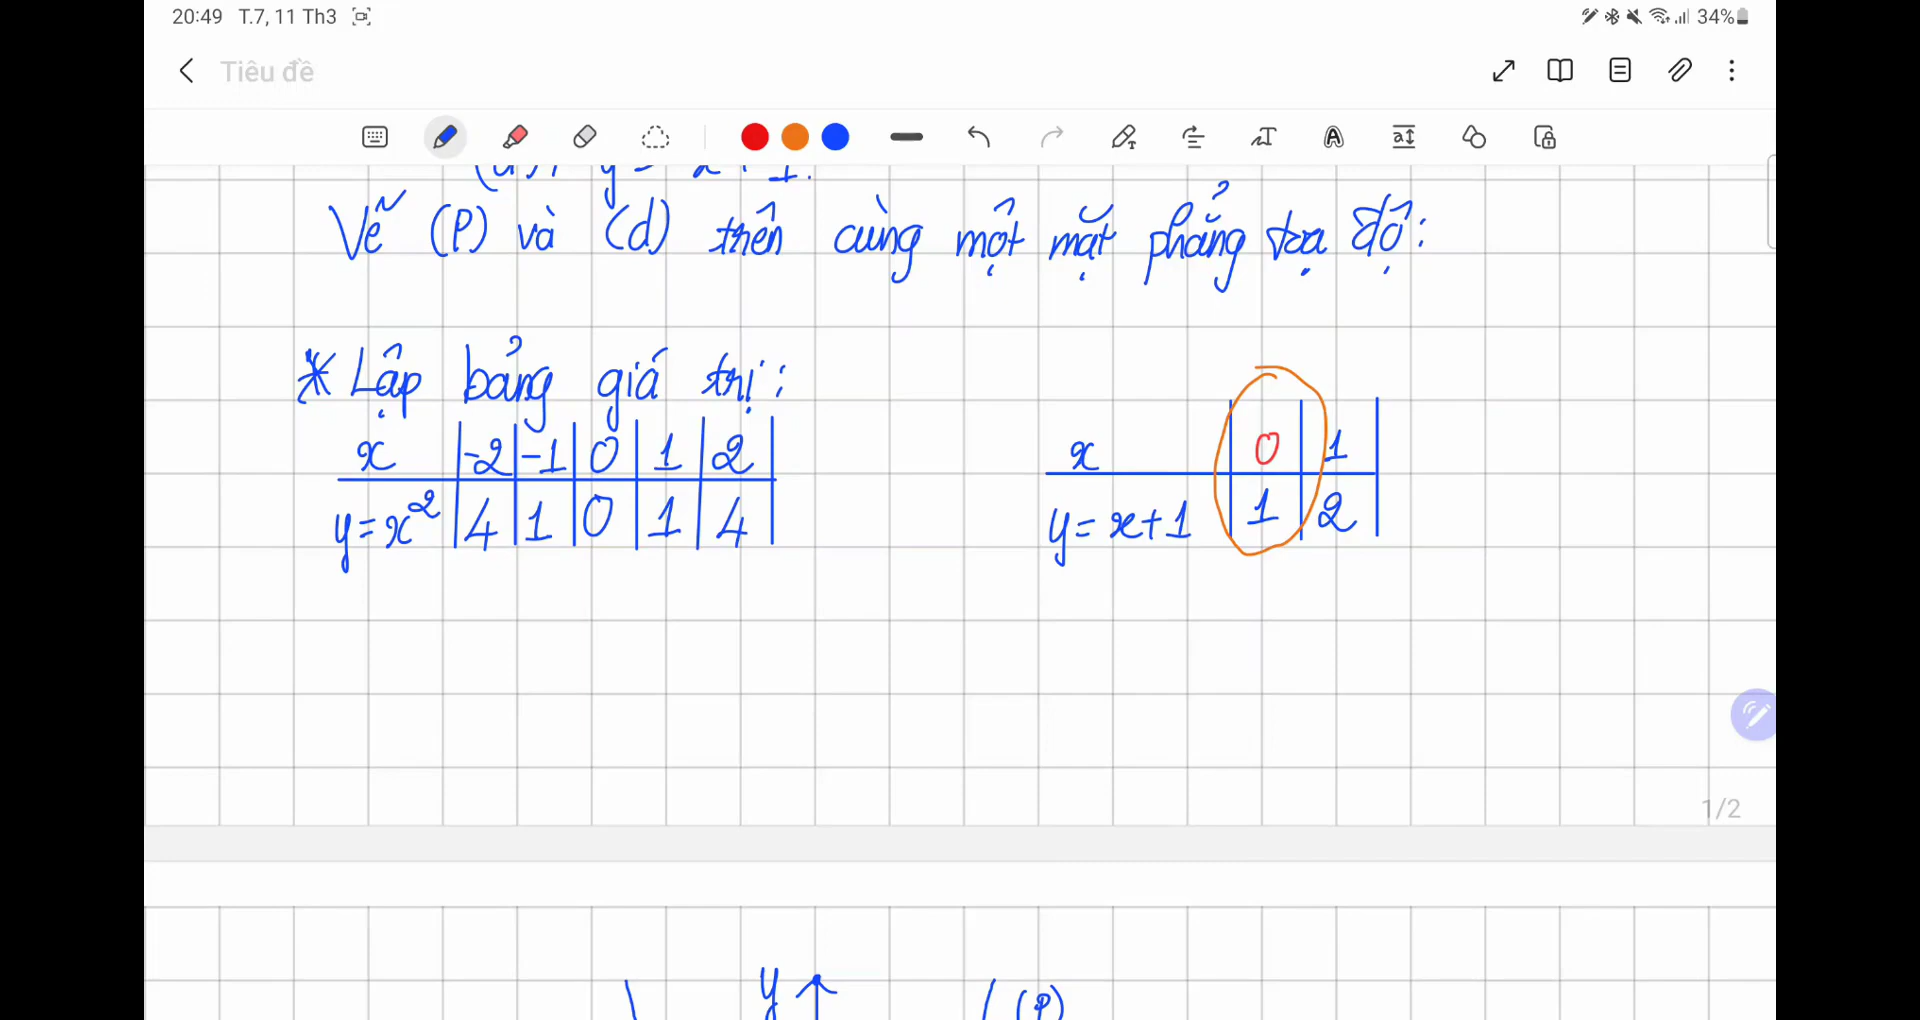 20:49 T.7, 11 Th3 34%
Tiêu đề
Vẽ (P) và (d) trên cùng một mặt phẳng tọa độ:
* Lập bảng giá trị:
x -2 -1 0 1 2
y = x² 4 1 0 1 4
x 0 1
y = x+1 1 2
1/2
y (P)